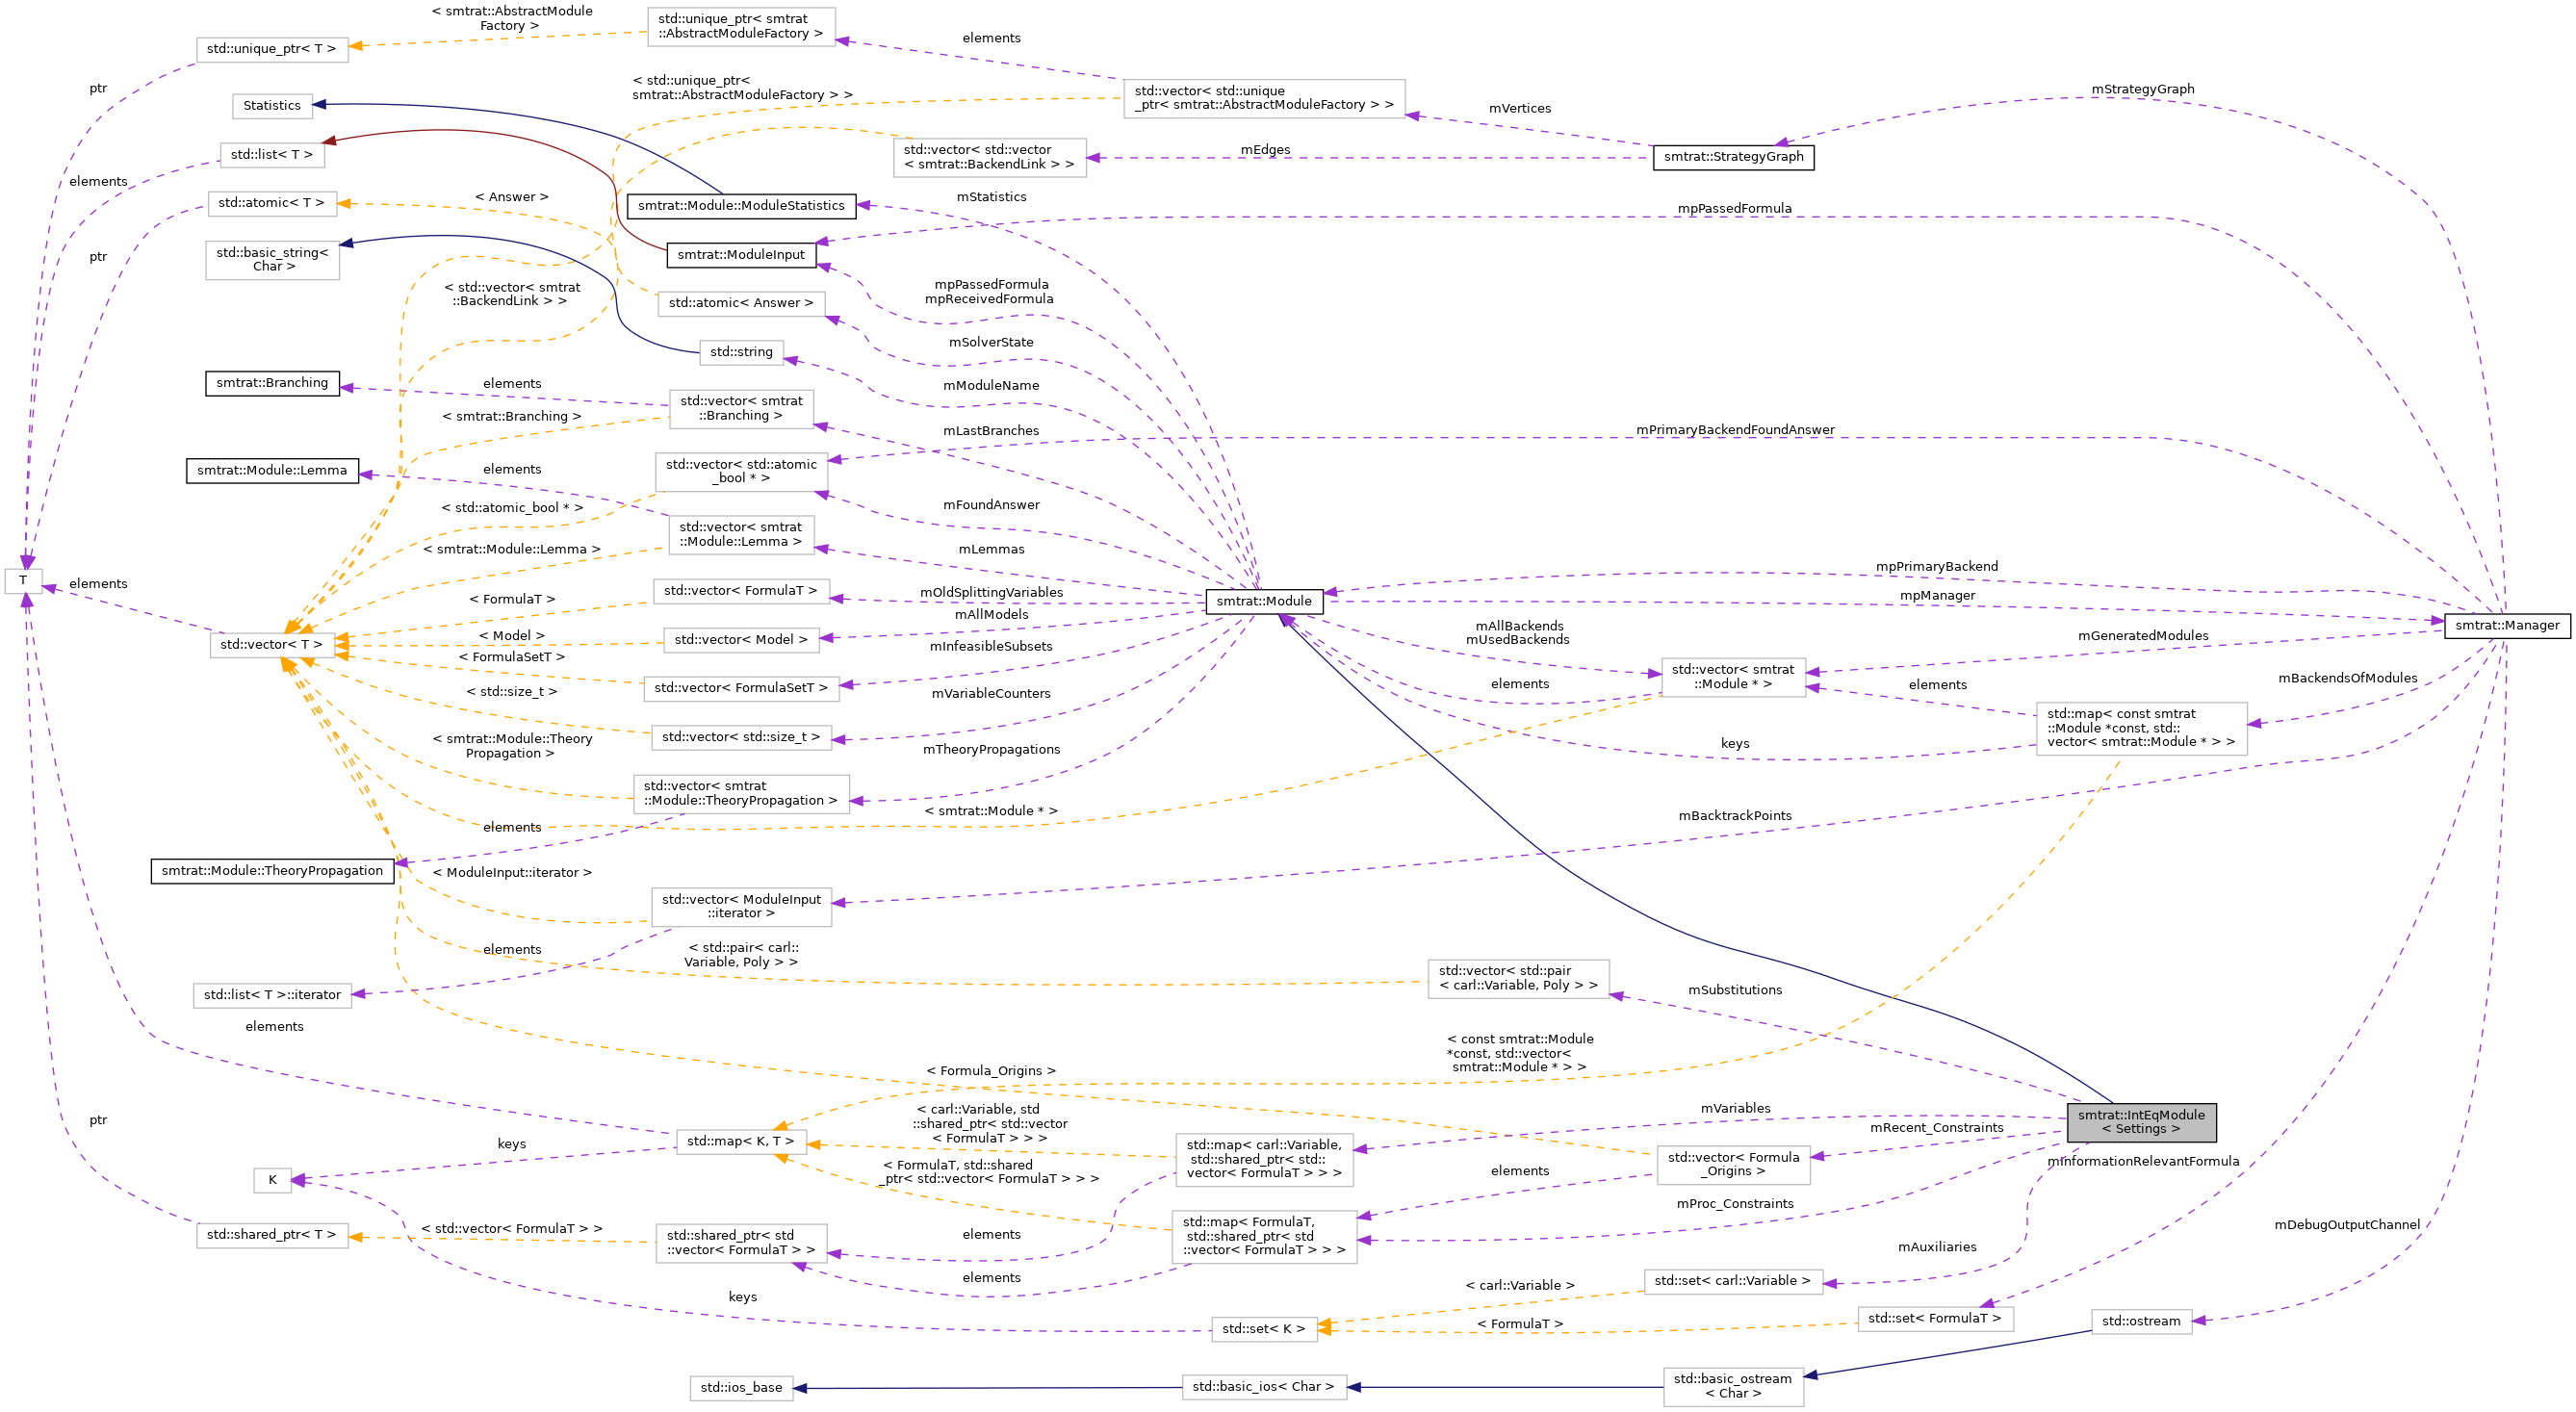 < smtrat::AbstractModule
Factory >
std::unique_ptr< smtrat
::AbstractModuleFactory >
elements
std::unique_ptr< T >
ptr
< std::unique_ptr<
smtrat::AbstractModuleFactory > >
std::vector< std::unique
_ptr< smtrat::AbstractModuleFactory > >
mVertices
mStrategyGraph
Statistics
std::list< T >
elements
std::vector< std::vector
< smtrat::BackendLink > >
mEdges
smtrat::StrategyGraph
std::atomic< T >
< Answer >
smtrat::Module::ModuleStatistics
mStatistics
mpPassedFormula
std::basic_string<
Char >
ptr
smtrat::ModuleInput
< std::vector< smtrat
::BackendLink > >
std::atomic< Answer >
mpPassedFormula
mpReceivedFormula
mSolverState
std::string
mModuleName
smtrat::Branching
elements
std::vector< smtrat
::Branching >
< smtrat::Branching >
mLastBranches
mPrimaryBackendFoundAnswer
smtrat::Module::Lemma
elements
std::vector< std::atomic
_bool * >
< std::atomic_bool * >
mFoundAnswer
std::vector< smtrat
::Module::Lemma >
< smtrat::Module::Lemma >
mLemmas
T
elements
std::vector< FormulaT >
< FormulaT >
mOldSplittingVariables
smtrat::Module
mpPrimaryBackend
mpManager
smtrat::Manager
std::vector< T >
< Model >
std::vector< Model >
mAllModels
mAllBackends
mUsedBackends
mGeneratedModules
< FormulaSetT >
std::vector< FormulaSetT >
mInfeasibleSubsets
std::vector< smtrat
::Module * >
elements
elements
mBackendsOfModules
< std::size_t >
std::vector< std::size_t >
mVariableCounters
std::map< const smtrat
::Module *const, std::
vector< smtrat::Module * > >
keys
< smtrat::Module::Theory
Propagation >
std::vector< smtrat
::Module::TheoryPropagation >
mTheoryPropagations
< smtrat::Module * >
mBacktrackPoints
elements
smtrat::Module::TheoryPropagation
< ModuleInput::iterator >
std::vector< ModuleInput
::iterator >
elements
std::list< T >::iterator
< std::pair< carl::
Variable, Poly > >
std::vector< std::pair
< carl::Variable, Poly > >
mSubstitutions
elements
< const smtrat::Module
*const, std::vector<
smtrat::Module * > >
< Formula_Origins >
smtrat::IntEqModule
< Settings >
ptr
std::map< K, T >
< carl::Variable, std
::shared_ptr< std::vector
< FormulaT > > >
mVariables
std::map< carl::Variable,
std::shared_ptr< std::
vector< FormulaT > > >
mRecent_Constraints
std::vector< Formula
_Origins >
keys
K
< FormulaT, std::shared
_ptr< std::vector< FormulaT > > >
elements
mInformationRelevantFormula
mProc_Constraints
std::map< FormulaT,
std::shared_ptr< std
::vector< FormulaT > > >
std::shared_ptr< T >
< std::vector< FormulaT > >
std::shared_ptr< std
::vector< FormulaT > >
elements
elements
mDebugOutputChannel
mAuxiliaries
keys
< carl::Variable >
std::set< carl::Variable >
std::set< K >
< FormulaT >
std::set< FormulaT >
std::ostream
std::ios_base
std::basic_ios< Char >
std::basic_ostream
< Char >